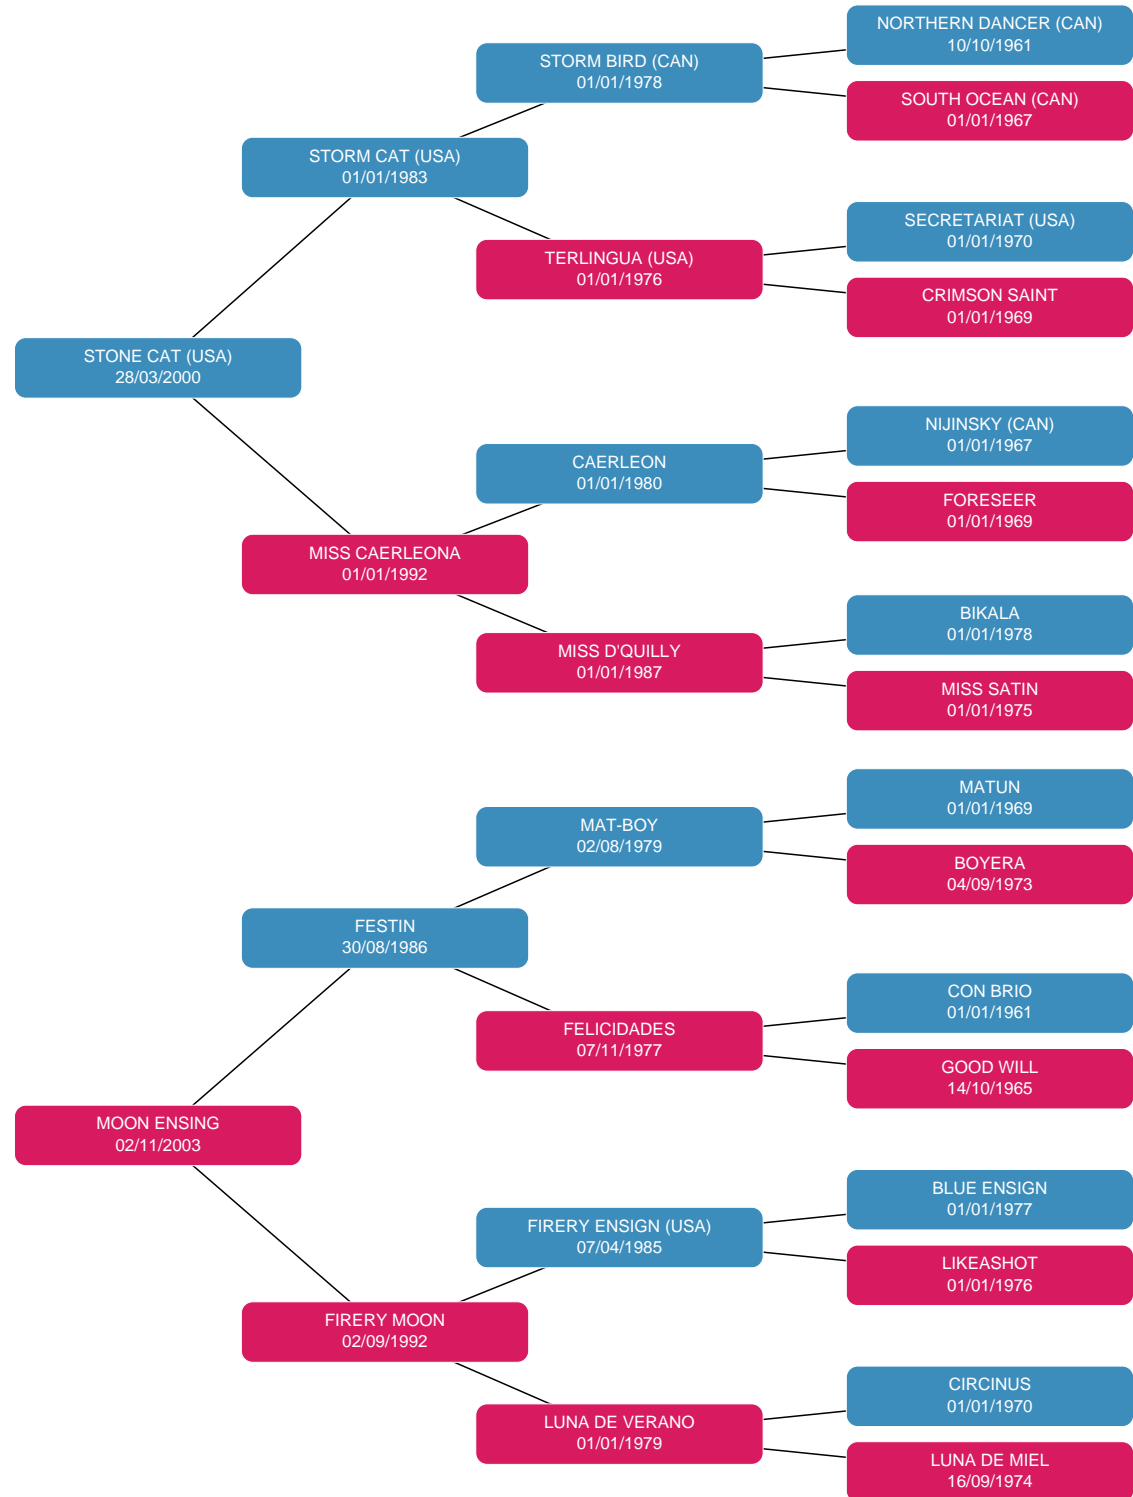 NORTHERN DANCER (CAN)
10/10/1961
STORM BIRD (CAN)
01/01/1978
SOUTH OCEAN (CAN)
01/01/1967
STORM CAT (USA)
01/01/1983
SECRETARIAT (USA)
01/01/1970
TERLINGUA (USA)
01/01/1976
CRIMSON SAINT
01/01/1969
STONE CAT (USA)
28/03/2000
NIJINSKY (CAN)
01/01/1967
CAERLEON
01/01/1980
FORESEER
01/01/1969
MISS CAERLEONA
01/01/1992
BIKALA
01/01/1978
MISS D'QUILLY
01/01/1987
MISS SATIN
01/01/1975
MATUN
01/01/1969
MAT-BOY
02/08/1979
BOYERA
04/09/1973
FESTIN
30/08/1986
CON BRIO
01/01/1961
FELICIDADES
07/11/1977
GOOD WILL
14/10/1965
MOON ENSING
02/11/2003
BLUE ENSIGN
01/01/1977
FIRERY ENSIGN (USA)
07/04/1985
LIKEASHOT
01/01/1976
FIRERY MOON
02/09/1992
CIRCINUS
01/01/1970
LUNA DE VERANO
01/01/1979
LUNA DE MIEL
16/09/1974